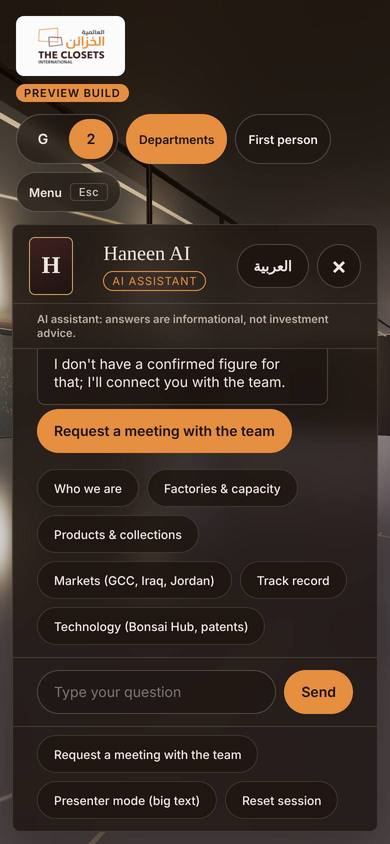 العالمية
الخزائن
THE CLOSETS
INTERNATIONAL
PREVIEW BUILD
G 2 Departments First person
Menu Esc
H Haneen AI العربية ×
AI ASSISTANT
AI assistant: answers are informational, not investment
advice.
I don't have a confirmed figure for
that; I'll connect you with the team.
Request a meeting with the team
Who we are Factories & capacity
Products & collections
Markets (GCC, Iraq, Jordan) Track record
Technology (Bonsai Hub, patents)
Type your question Send
Request a meeting with the team
Presenter mode (big text) Reset session